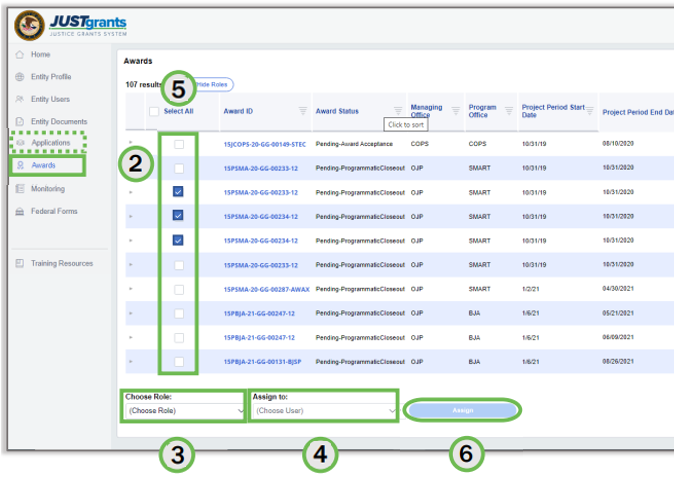 JUSTgrants
JUSTICE GRANTS SYSTEM
Home
Entity Profile
Entity Users
Entity Documents
Applications
Awards
Monitoring
Federal Forms
Training Resources
Awards
107 results
5
Hide Roles
Select All Award ID Award Status Managing Office Program Office Project Period Start Date Project Period End Dat
Click to sort
2
15JCOPS-20-GG-00149-STEC Pending-Award Acceptance COPS COPS 10/31/19 08/10/2020
15PSMA-20-GG-00233-12 Pending-ProgrammaticCloseout OJP SMART 10/31/19 10/31/2020
15PSMA-20-GG-00233-12 Pending-ProgrammaticCloseout OJP SMART 10/31/19 10/31/2020
15PSMA-20-GG-00234-12 Pending-ProgrammaticCloseout OJP SMART 10/31/19 10/31/2020
15PSMA-20-GG-00234-12 Pending-ProgrammaticCloseout OJP SMART 10/31/19 10/31/2020
15PSMA-20-GG-00233-12 Pending-ProgrammaticCloseout OJP SMART 10/31/19 10/31/2020
15PSMA-20-GG-00287-AWAX Pending-ProgrammaticCloseout OJP SMART 1/2/21 04/30/2021
15PBJA-21-GG-00247-12 Pending-ProgrammaticCloseout OJP BJA 1/6/21 05/21/2021
15PBJA-21-GG-00247-12 Pending-ProgrammaticCloseout OJP BJA 1/6/21 06/09/2021
15PBJA-21-GG-00131-BJSP Pending-ProgrammaticCloseout OJP BJA 1/6/21 08/26/2021
Choose Role: Assign to:
(Choose Role) (Choose User) Assign
3 4 6